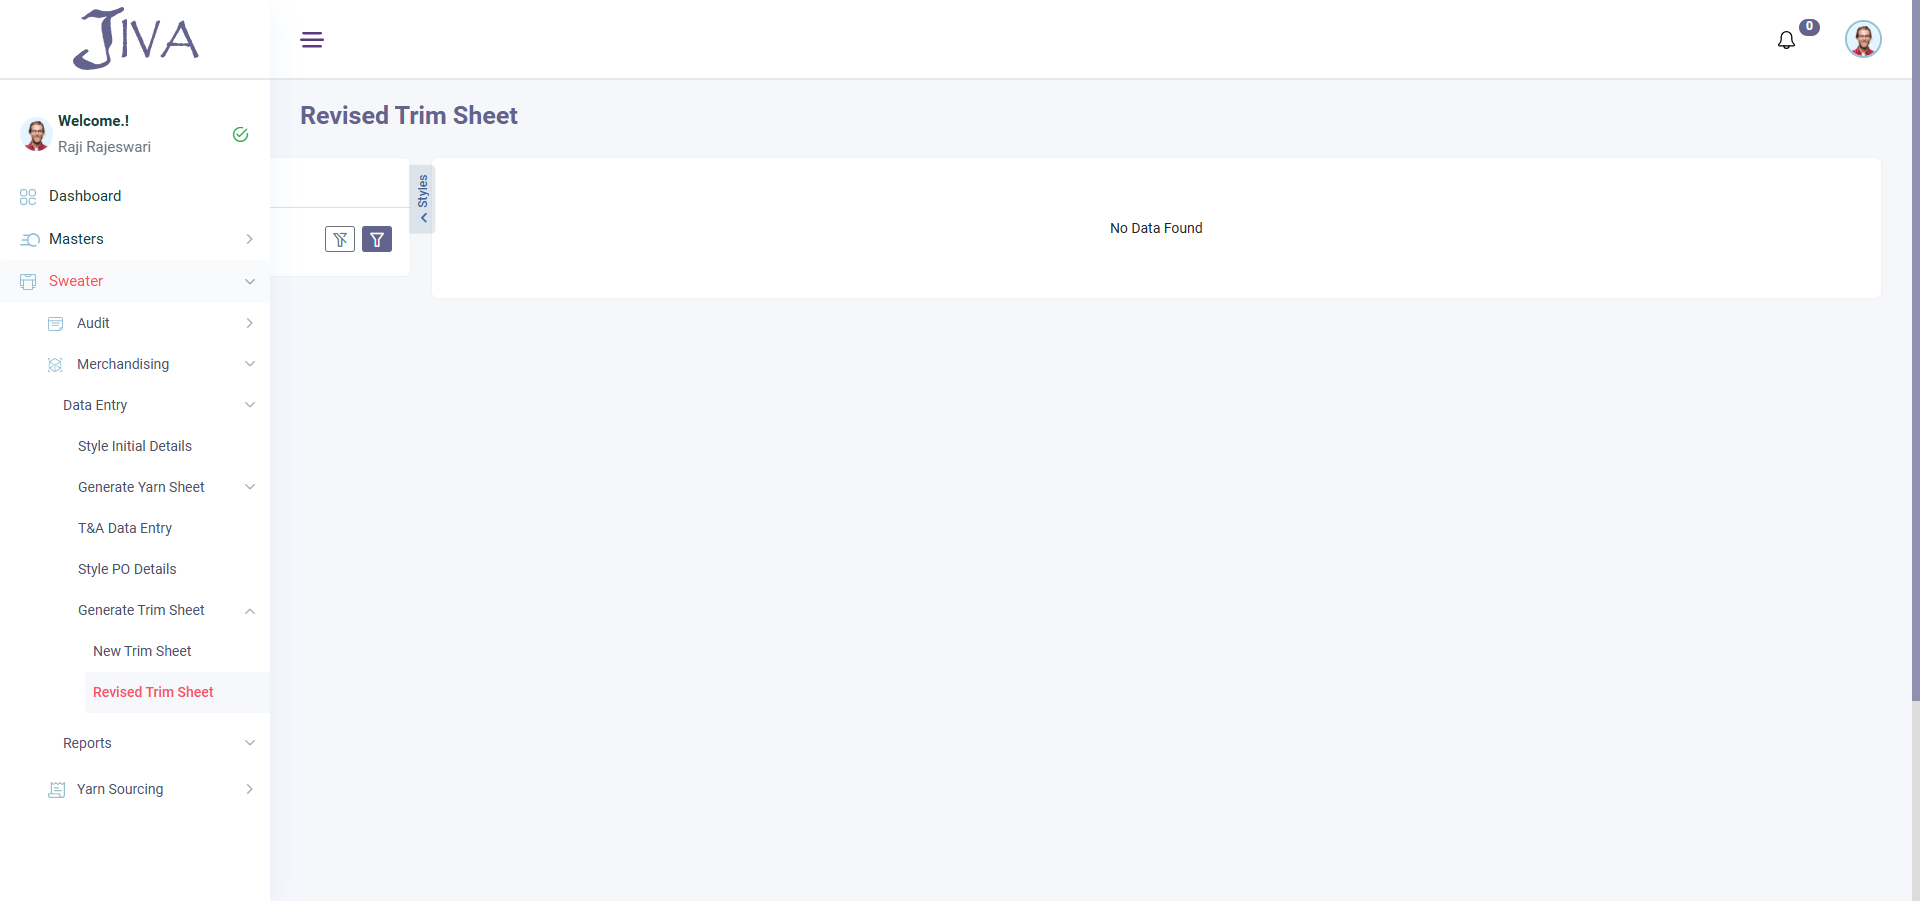 JIVA
0
Welcome.!
Raji Rajeswari
Dashboard
Masters
Sweater
Audit
Merchandising
Data Entry
Style Initial Details
Generate Yarn Sheet
T&A Data Entry
Style PO Details
Generate Trim Sheet
New Trim Sheet
Revised Trim Sheet
Reports
Yarn Sourcing
Revised Trim Sheet
Styles
No Data Found